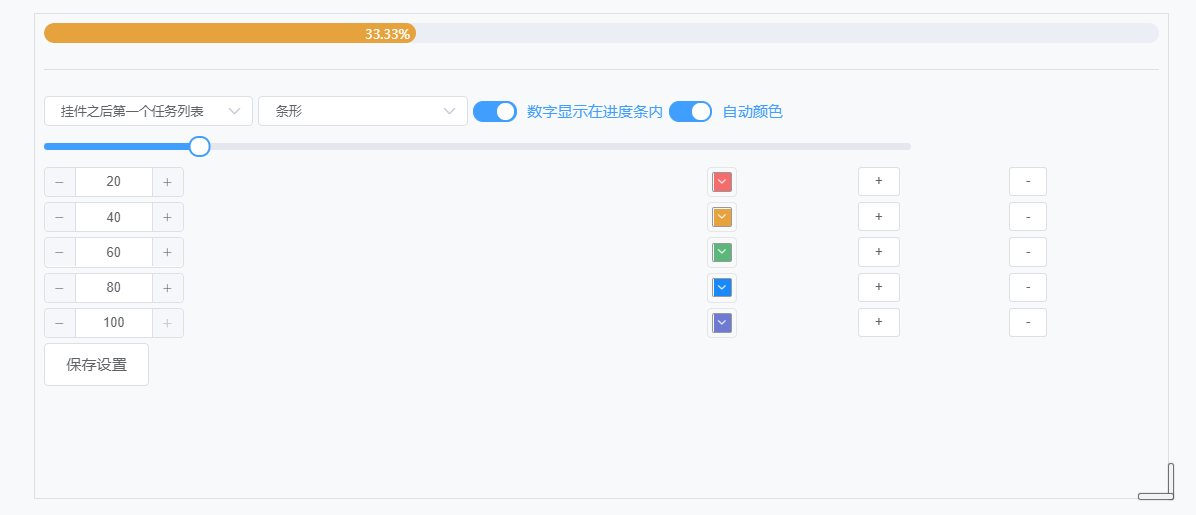 33.33%
挂件之后第一个任务列表 条形 数字显示在进度条内 自动颜色
− 20 + + -
− 40 + + -
− 60 + + -
− 80 + + -
− 100 + + -
保存设置